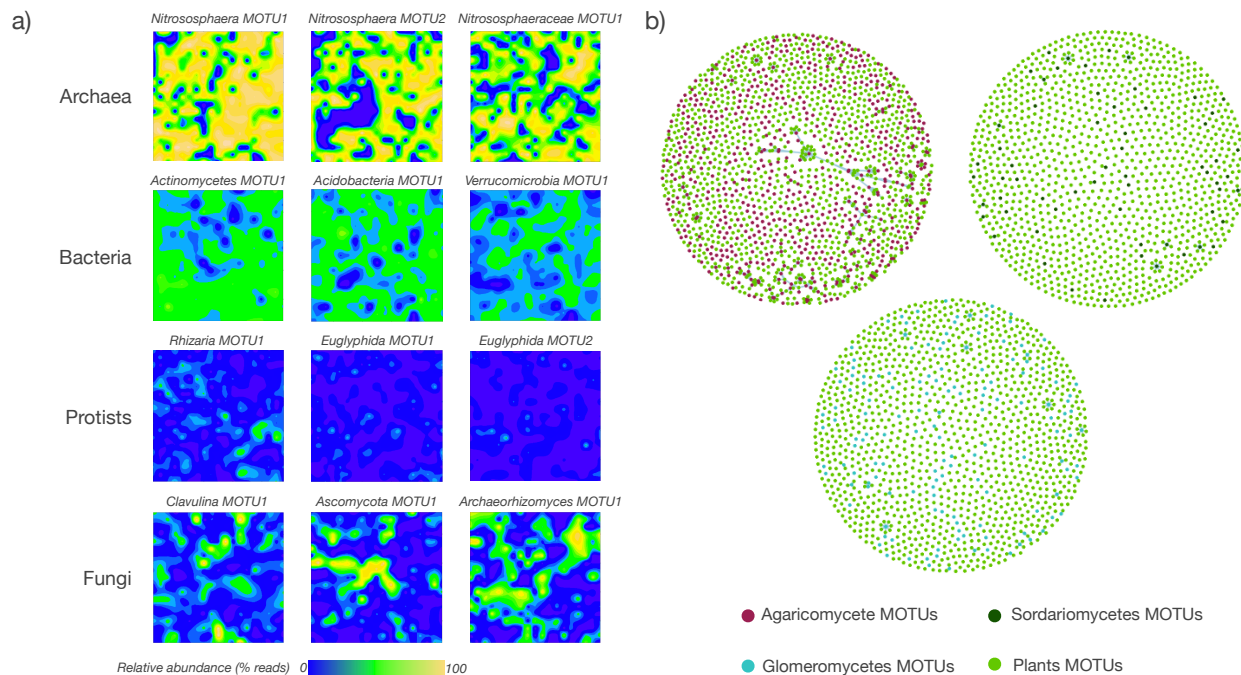 a)
Nitrososphaera MOTU1
Nitrososphaera MOTU2
Nitrososphaeraceae MOTU1
Archaea
Actinomycetes MOTU1
Acidobacteria MOTU1
Verrucomicrobia MOTU1
Bacteria
Rhizaria MOTU1
Euglyphida MOTU1
Euglyphida MOTU2
Protists
Clavulina MOTU1
Ascomycota MOTU1
Archaeorhizomyces MOTU1
Fungi
Relative abundance (% reads) 0 100
b)
Agaricomycete MOTUs
Sordariomycetes MOTUs
Glomeromycetes MOTUs
Plants MOTUs